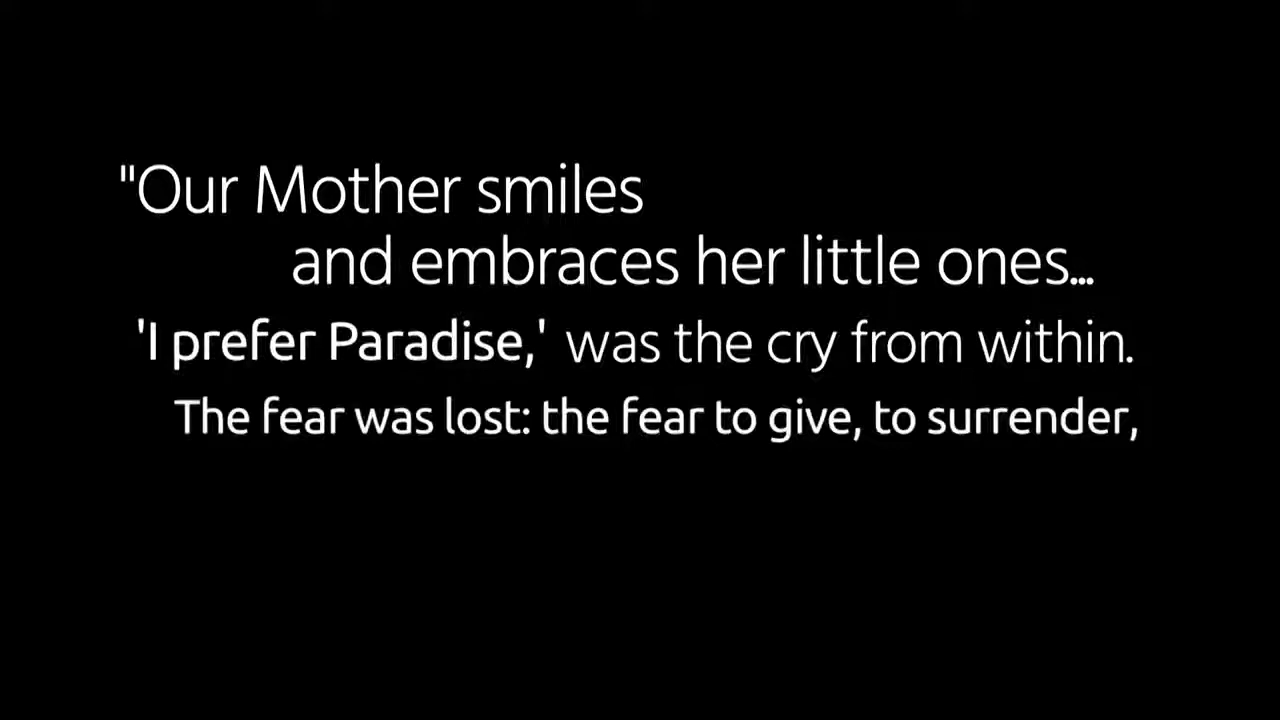 "Our Mother smiles
and embraces her little ones...
'I prefer Paradise,' was the cry from within.
The fear was lost: the fear to give, to surrender,